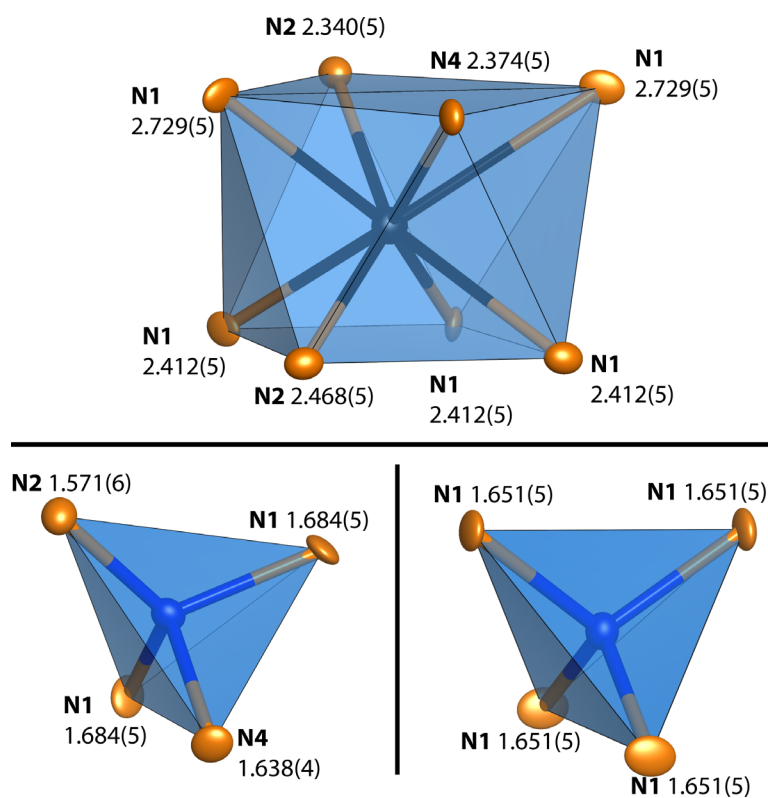 N2 2.340(5)
N4 2.374(5)
N1
2.729(5)
N1
2.729(5)
N1
2.412(5)
N2 2.468(5)
N1
2.412(5)
N1
2.412(5)
N2 1.571(6)
N1 1.684(5)
N1
1.684(5)
N4
1.638(4)
N1 1.651(5)
N1 1.651(5)
N1 1.651(5)
N1 1.651(5)